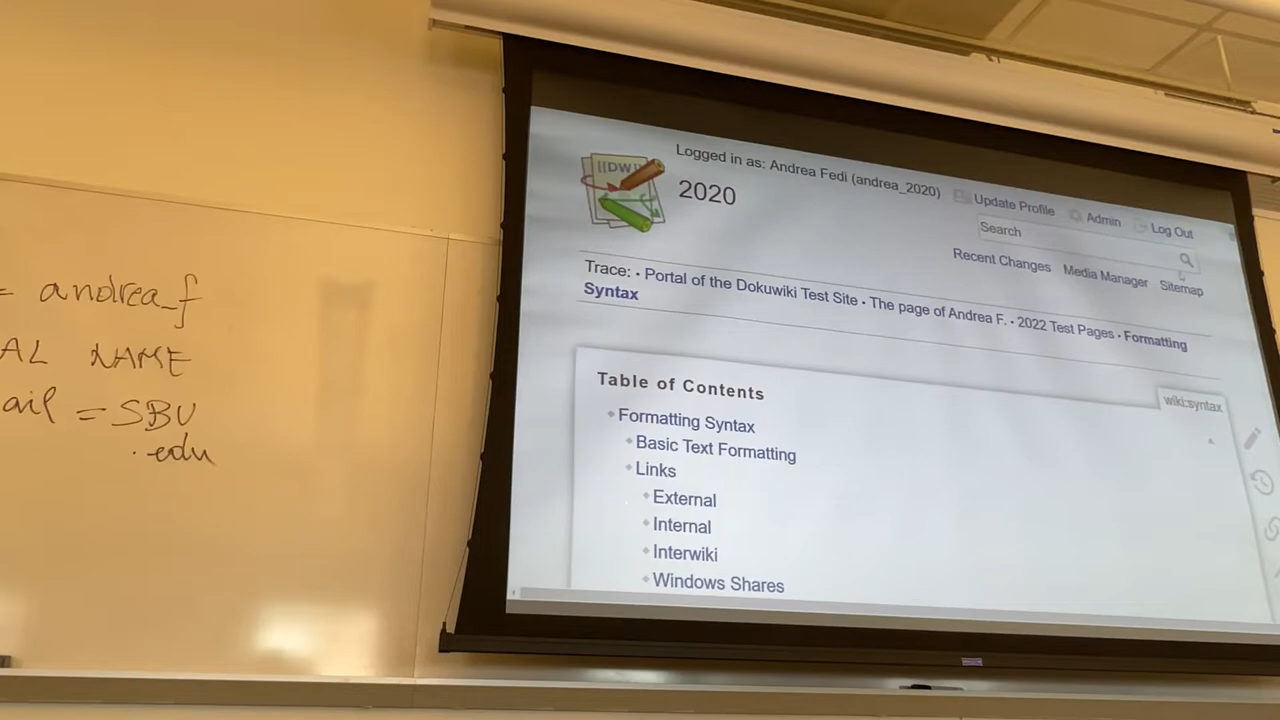 = andrea_f
AL NAME
ail = SBU
.edu
[[DW]]
Logged in as: Andrea Fedi (andrea_2020) Update Profile Admin Log Out
2020
Search
Recent Changes Media Manager Sitemap
Trace: • Portal of the Dokuwiki Test Site • The page of Andrea F. • 2022 Test Pages • Formatting
Syntax
wiki:syntax
Table of Contents
Formatting Syntax
Basic Text Formatting
Links
External
Internal
Interwiki
Windows Shares